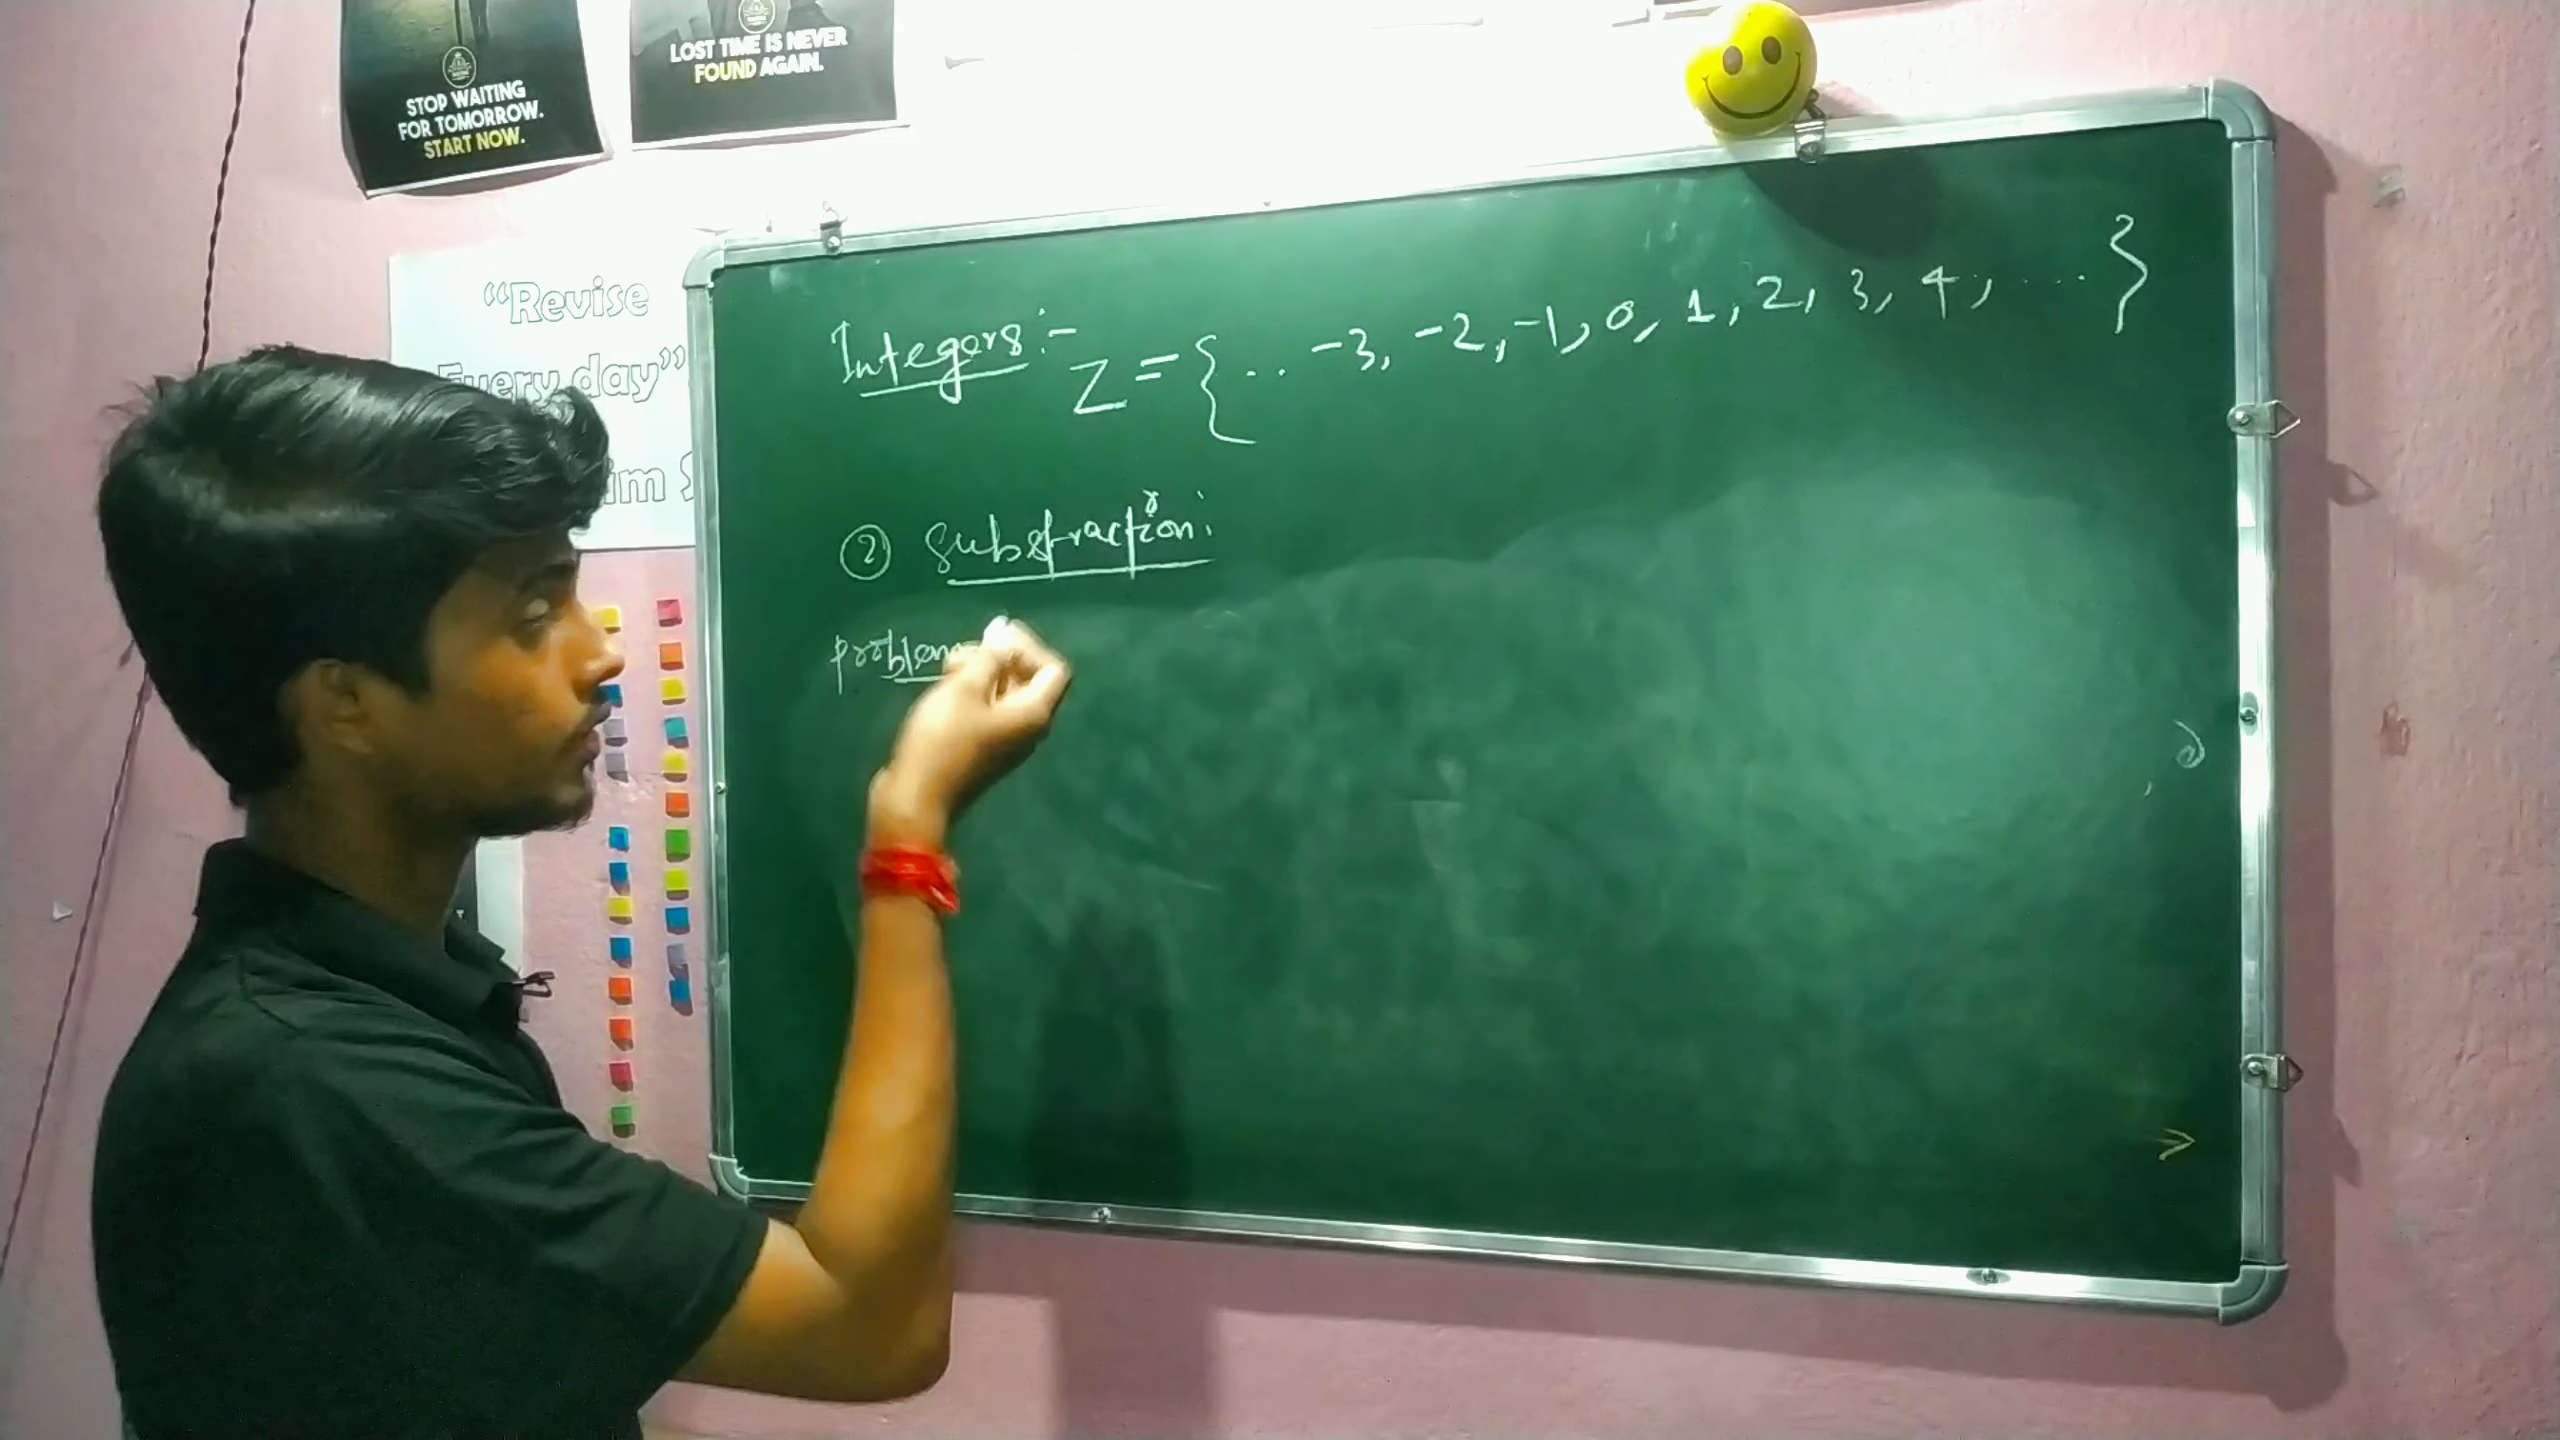 STOP WAITING
FOR TOMORROW.
START NOW.
LOST TIME IS NEVER
FOUND AGAIN.
“Revise
Every day”
im S
Integers:-
Z = {.. -3, -2, -1, 0, 1, 2, 3, 4, ... }
② Substraction:
problem